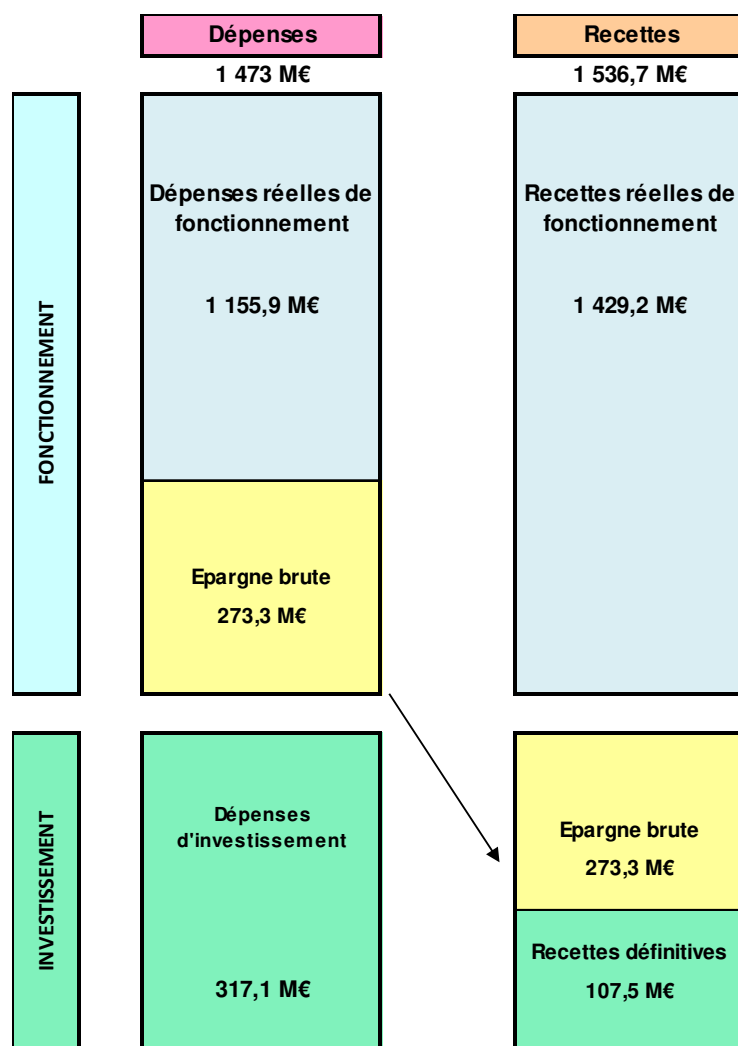 Dépenses
Recettes
1 473 M€
1 536,7 M€
FONCTIONNEMENT
Dépenses réelles de
fonctionnement
1 155,9 M€
Recettes réelles de
fonctionnement
1 429,2 M€
Epargne brute
273,3 M€
INVESTISSEMENT
Dépenses
d'investissement
317,1 M€
Epargne brute
273,3 M€
Recettes définitives
107,5 M€